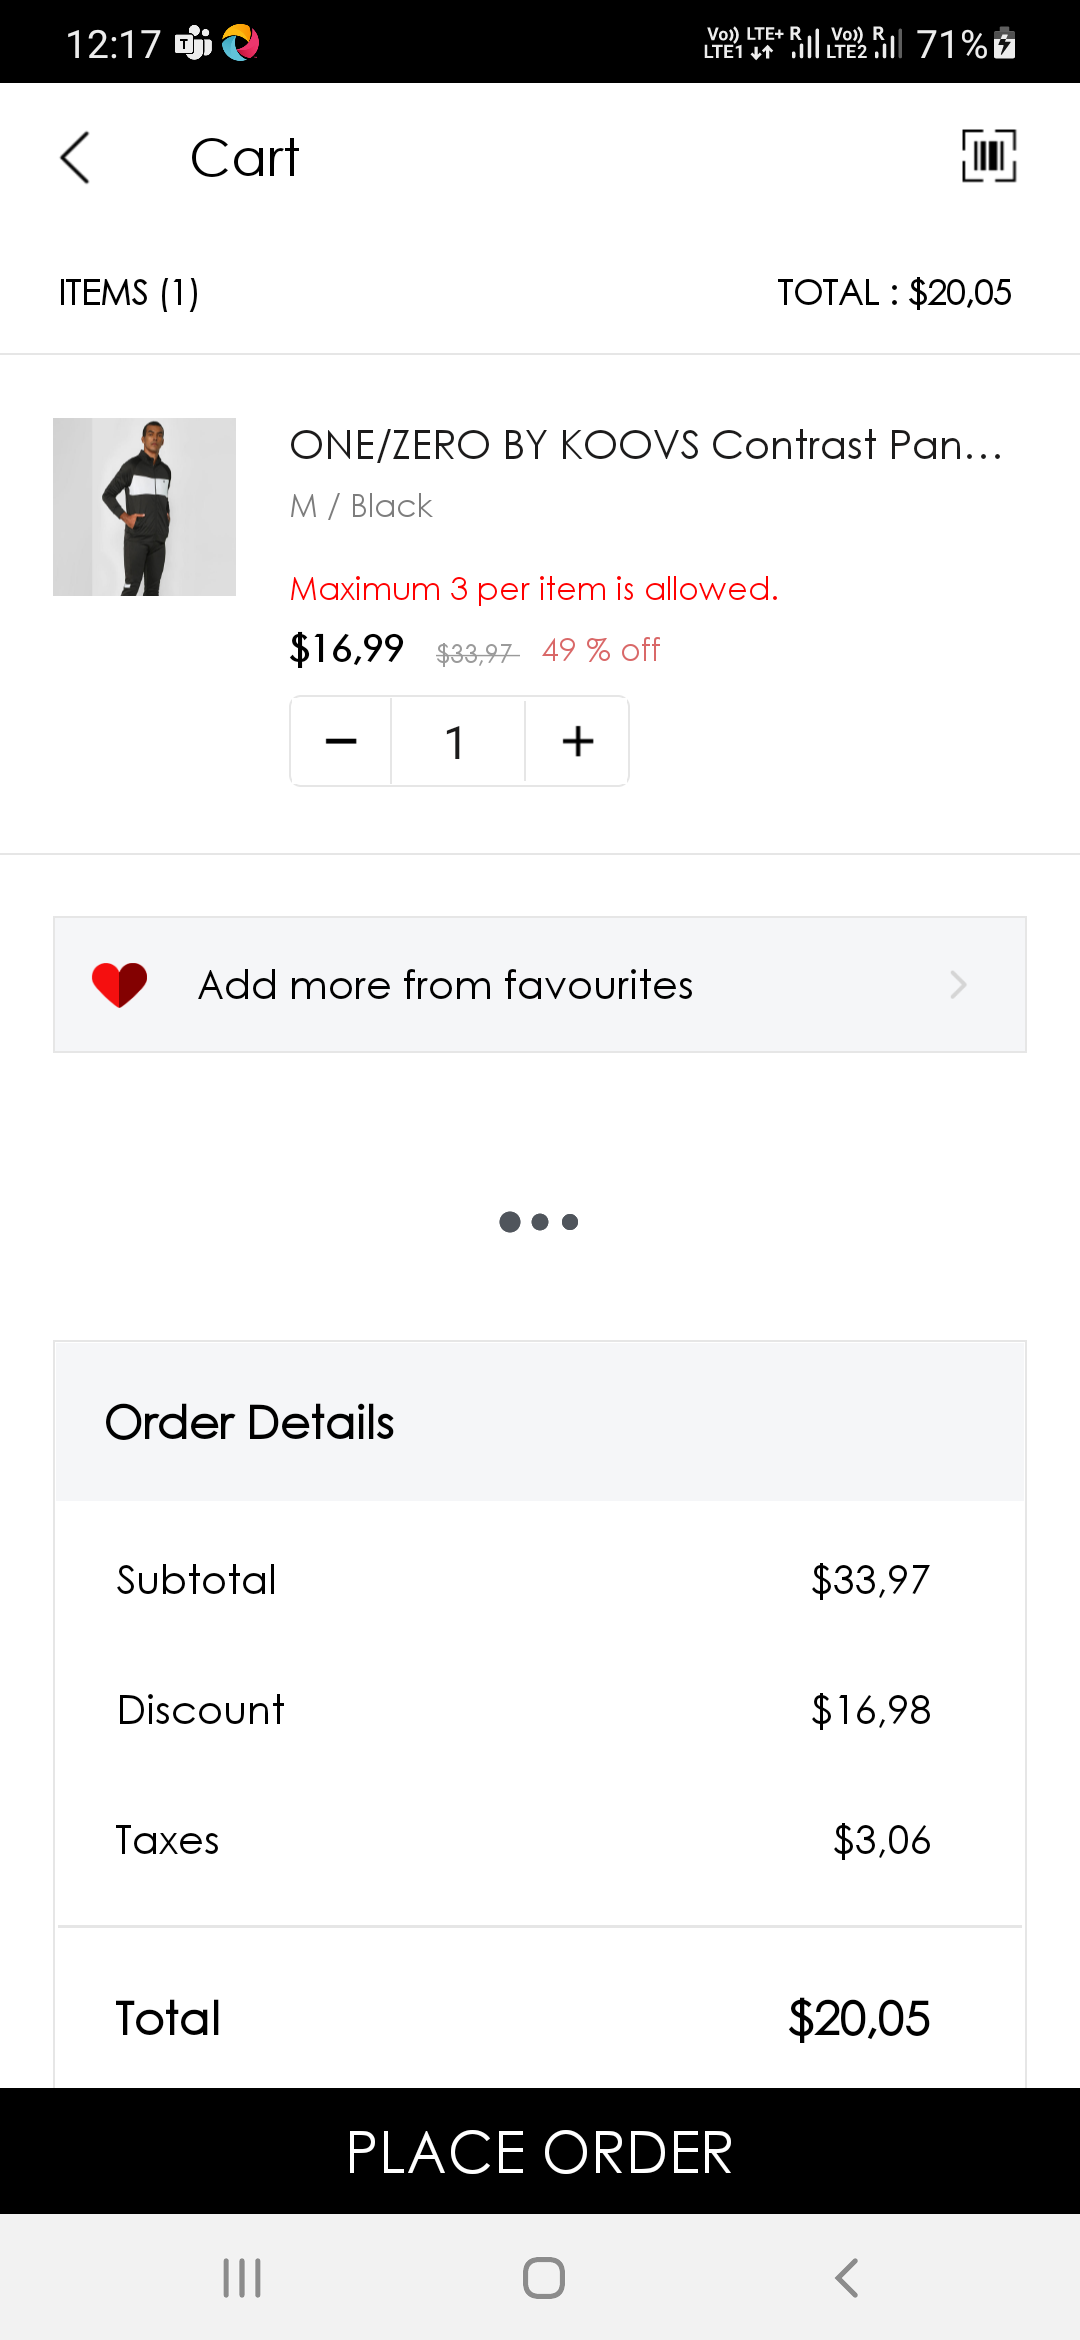 12:17 Vo)) LTE+ R Vo)) R 71%
LTE1 LTE2
Cart
ITEMS (1) TOTAL : $20,05
ONE/ZERO BY KOOVS Contrast Pan...
M / Black
Maximum 3 per item is allowed.
$16,99 $33,97 49 % off
1
Add more from favourites
Order Details
Subtotal $33,97
Discount $16,98
Taxes $3,06
Total $20,05
PLACE ORDER